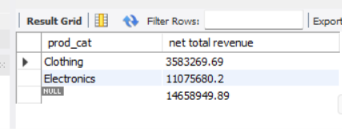 Result Grid Filter Rows: Export
prod_cat net total revenue
Clothing 3583269.69
Electronics 11075680.2
NULL 14658949.89